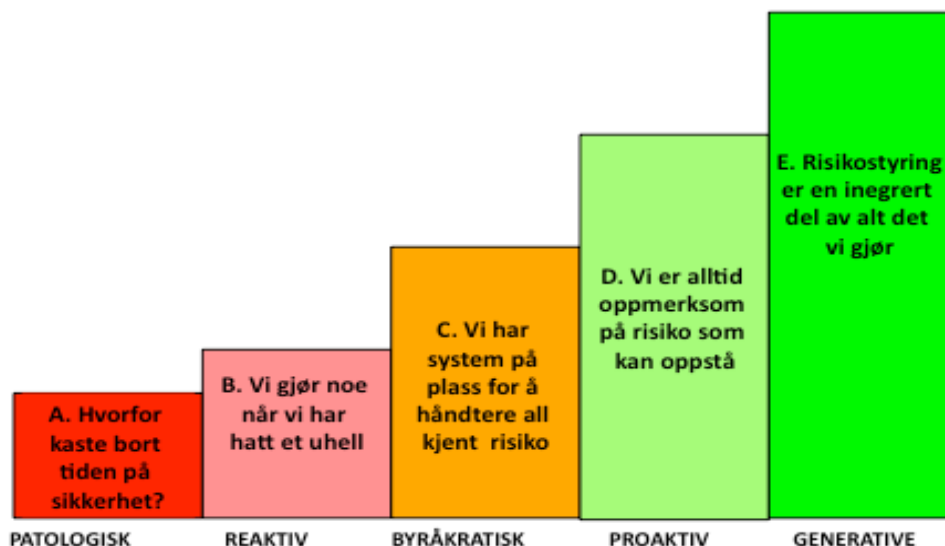 A. Hvorfor
kaste bort
tiden på
sikkerhet?
B. Vi gjør noe
når vi har
hatt et uhell
C. Vi har
system på
plass for å
håndtere all
kjent risiko
D. Vi er alltid
oppmerksom
på risiko som
kan oppstå
E. Risikostyring
er en inegrert
del av alt det
vi gjør
PATOLOGISK
REAKTIV
BYRÅKRATISK
PROAKTIV
GENERATIVE